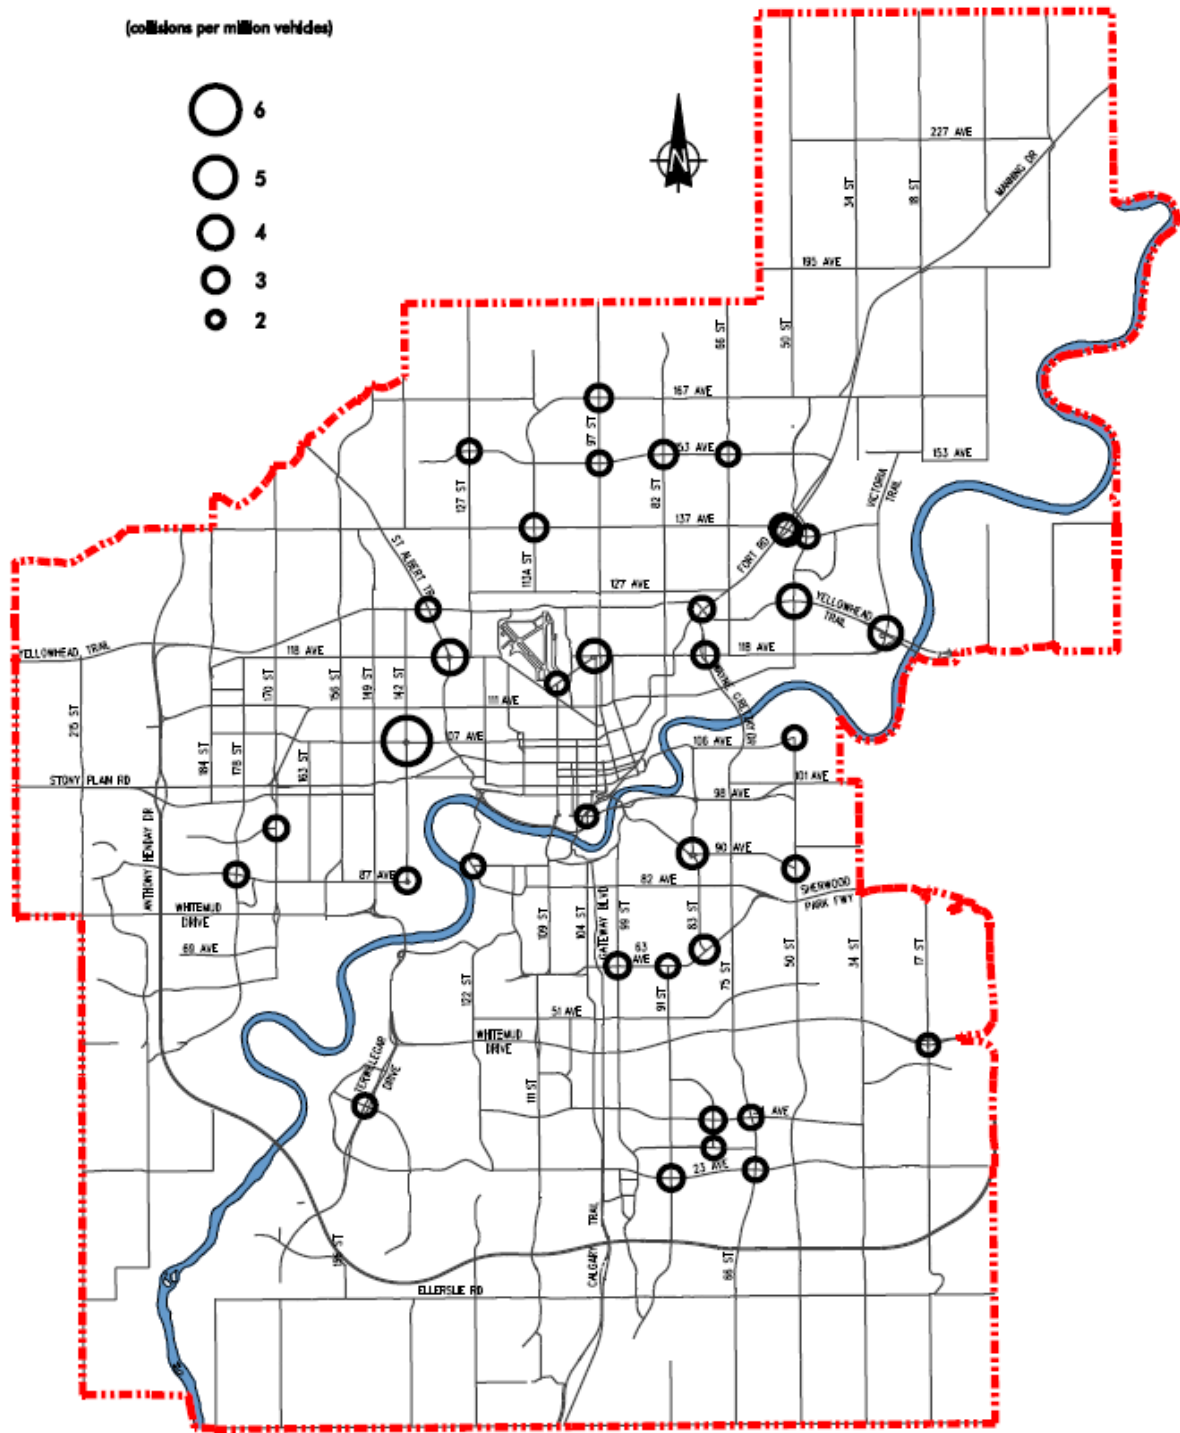 (collisions per million vehicles)
6
5
4
3
2
N
227 AVE
MANNING DR
34 ST
18 ST
195 AVE
66 ST
50 ST
167 AVE
97 ST
153 AVE
153 AVE
127 ST
82 ST
VICTORIA
TRAIL
137 AVE
ST ALBERT TR
113A ST
FORT RD
127 AVE
YELLOWHEAD
TRAIL
YELLOWHEAD TRAIL
118 AVE
118 AVE
170 ST
156 ST
149 ST
142 ST
111 AVE
215 ST
107 AVE
106 AVE
184 ST
178 ST
163 ST
STONY PLAIN RD
101 AVE
98 AVE
ANTHONY HENDAY DR
90 AVE
87 AVE
82 AVE
SHERWOOD
PARK FWY
WHITEMUD
DRIVE
69 AVE
109 ST
104 ST
GATEWAY BLVD
99 ST
63
AVE
83 ST
91 ST
75 ST
50 ST
34 ST
17 ST
122 ST
51 AVE
WHITEMUD
DRIVE
TERWILLEGAR
DRIVE
111 ST
AVE
23 AVE
CALGARY TRAIL
66 ST
ELLERSLIE RD